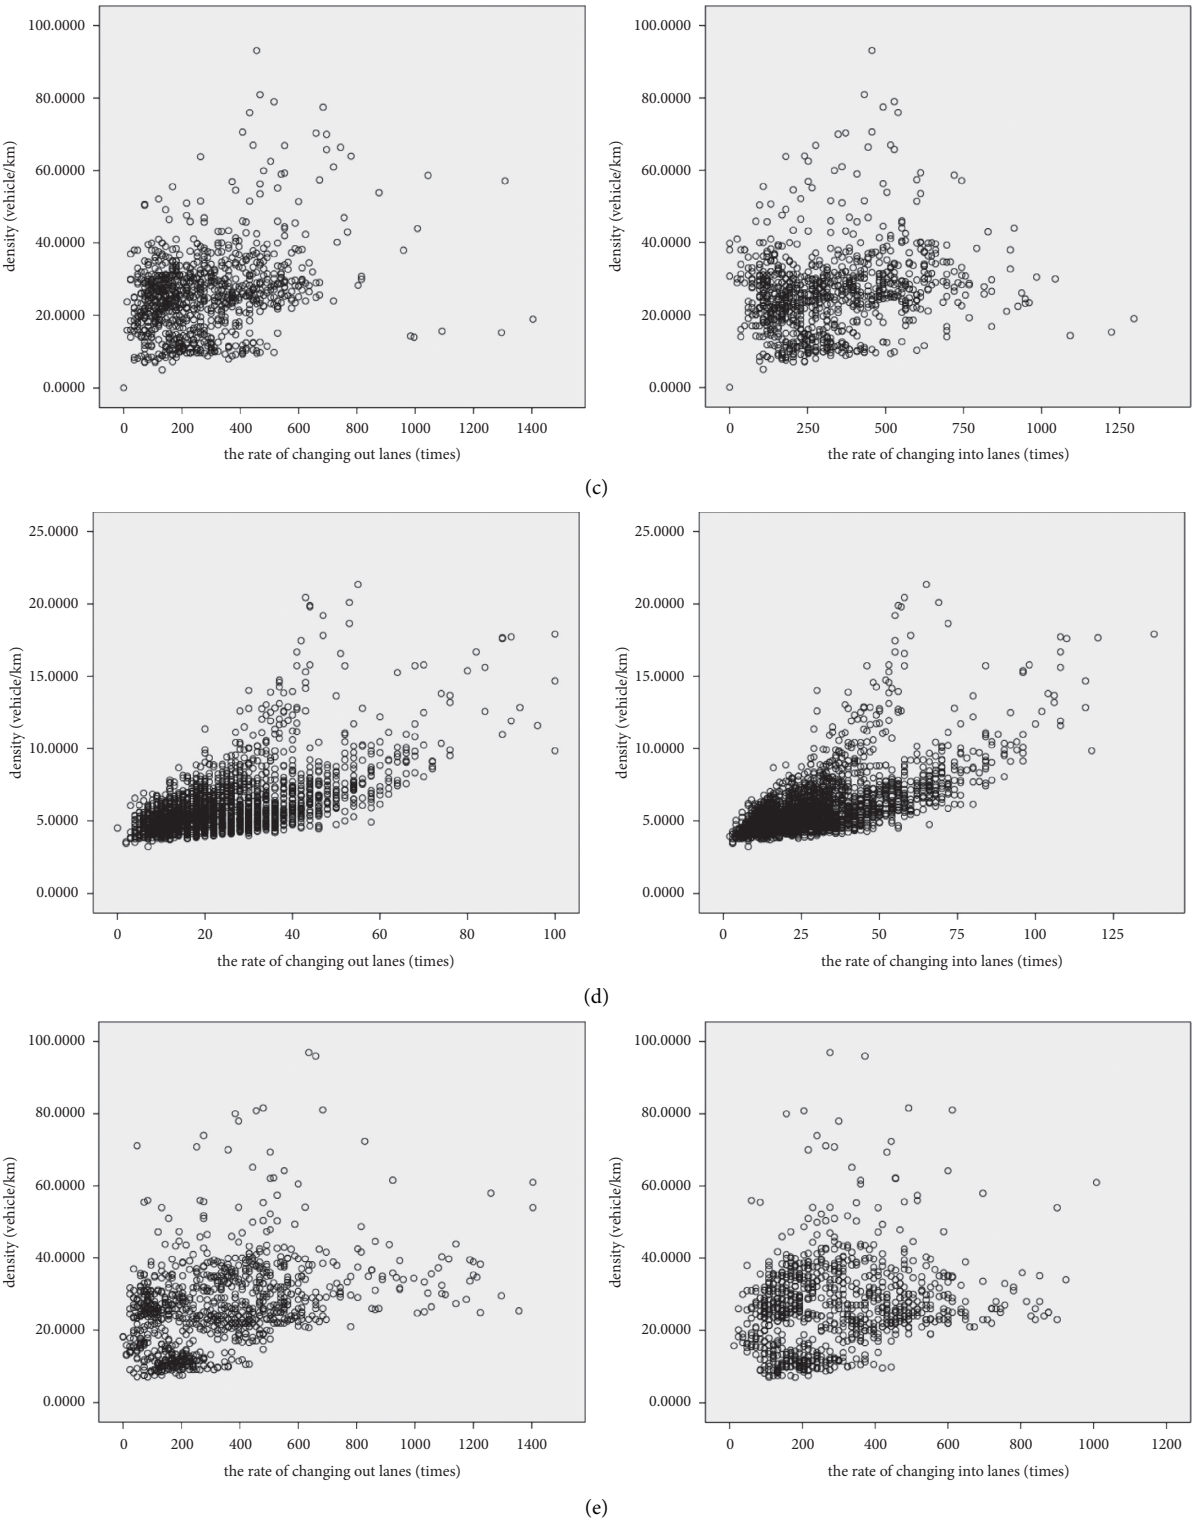 100.0000
80.0000
60.0000
40.0000
20.0000
0.0000
density (vehicle/km)
0 200 400 600 800 1000 1200 1400
the rate of changing out lanes (times)
100.0000
80.0000
60.0000
40.0000
20.0000
0.0000
density (vehicle/km)
0 250 500 750 1000 1250
the rate of changing into lanes (times)
(c)
25.0000
20.0000
15.0000
10.0000
5.0000
0.0000
density (vehicle/km)
0 20 40 60 80 100
the rate of changing out lanes (times)
25.0000
20.0000
15.0000
10.0000
5.0000
0.0000
density (vehicle/km)
0 25 50 75 100 125
the rate of changing into lanes (times)
(d)
100.0000
80.0000
60.0000
40.0000
20.0000
0.0000
density (vehicle/km)
0 200 400 600 800 1000 1200 1400
the rate of changing out lanes (times)
100.0000
80.0000
60.0000
40.0000
20.0000
0.0000
density (vehicle/km)
0 200 400 600 800 1000 1200
the rate of changing into lanes (times)
(e)